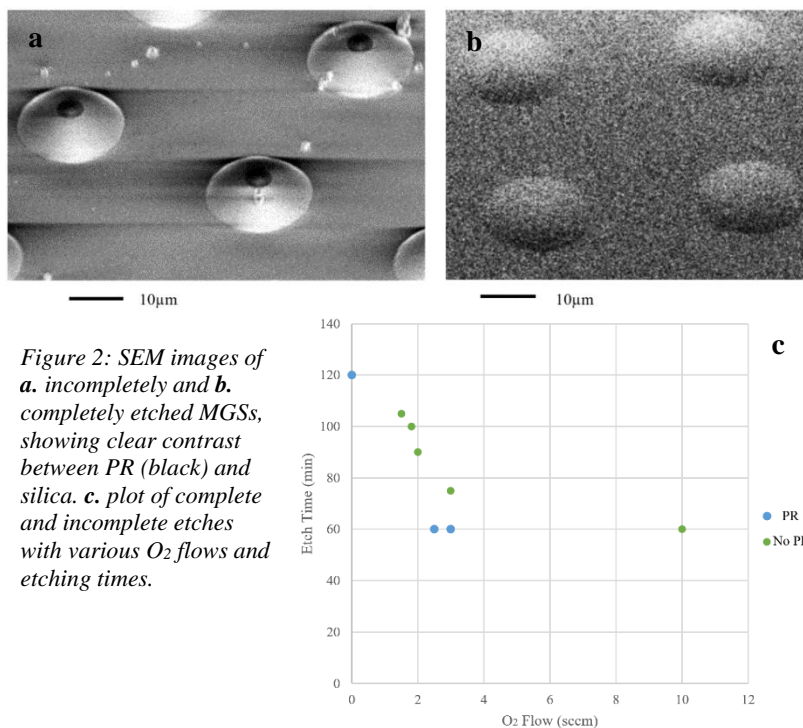 a
b
10µm
10µm
Figure 2: SEM images of
a. incompletely and b.
completely etched MGSs,
showing clear contrast
between PR (black) and
silica. c. plot of complete
and incomplete etches
with various O2 flows and
etching times.
c
140
120
100
80
60
40
20
0
Etch Time (min)
0 2 4 6 8 10 12
O2 Flow (sccm)
PR
No